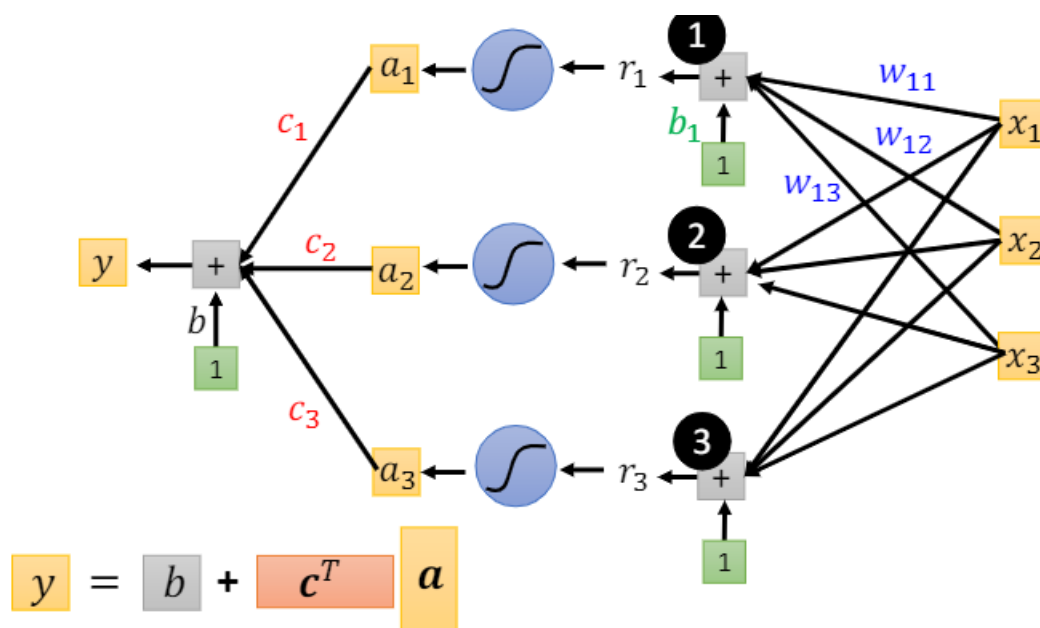 1
a₁ r₁ + w₁₁
c₁ b₁ x₁
1 w₁₂
w₁₃
2
y + c₂ a₂ r₂ + x₂
b
1 1 x₃
c₃
3
a₃ r₃ +
1
y = b + cᵀ a